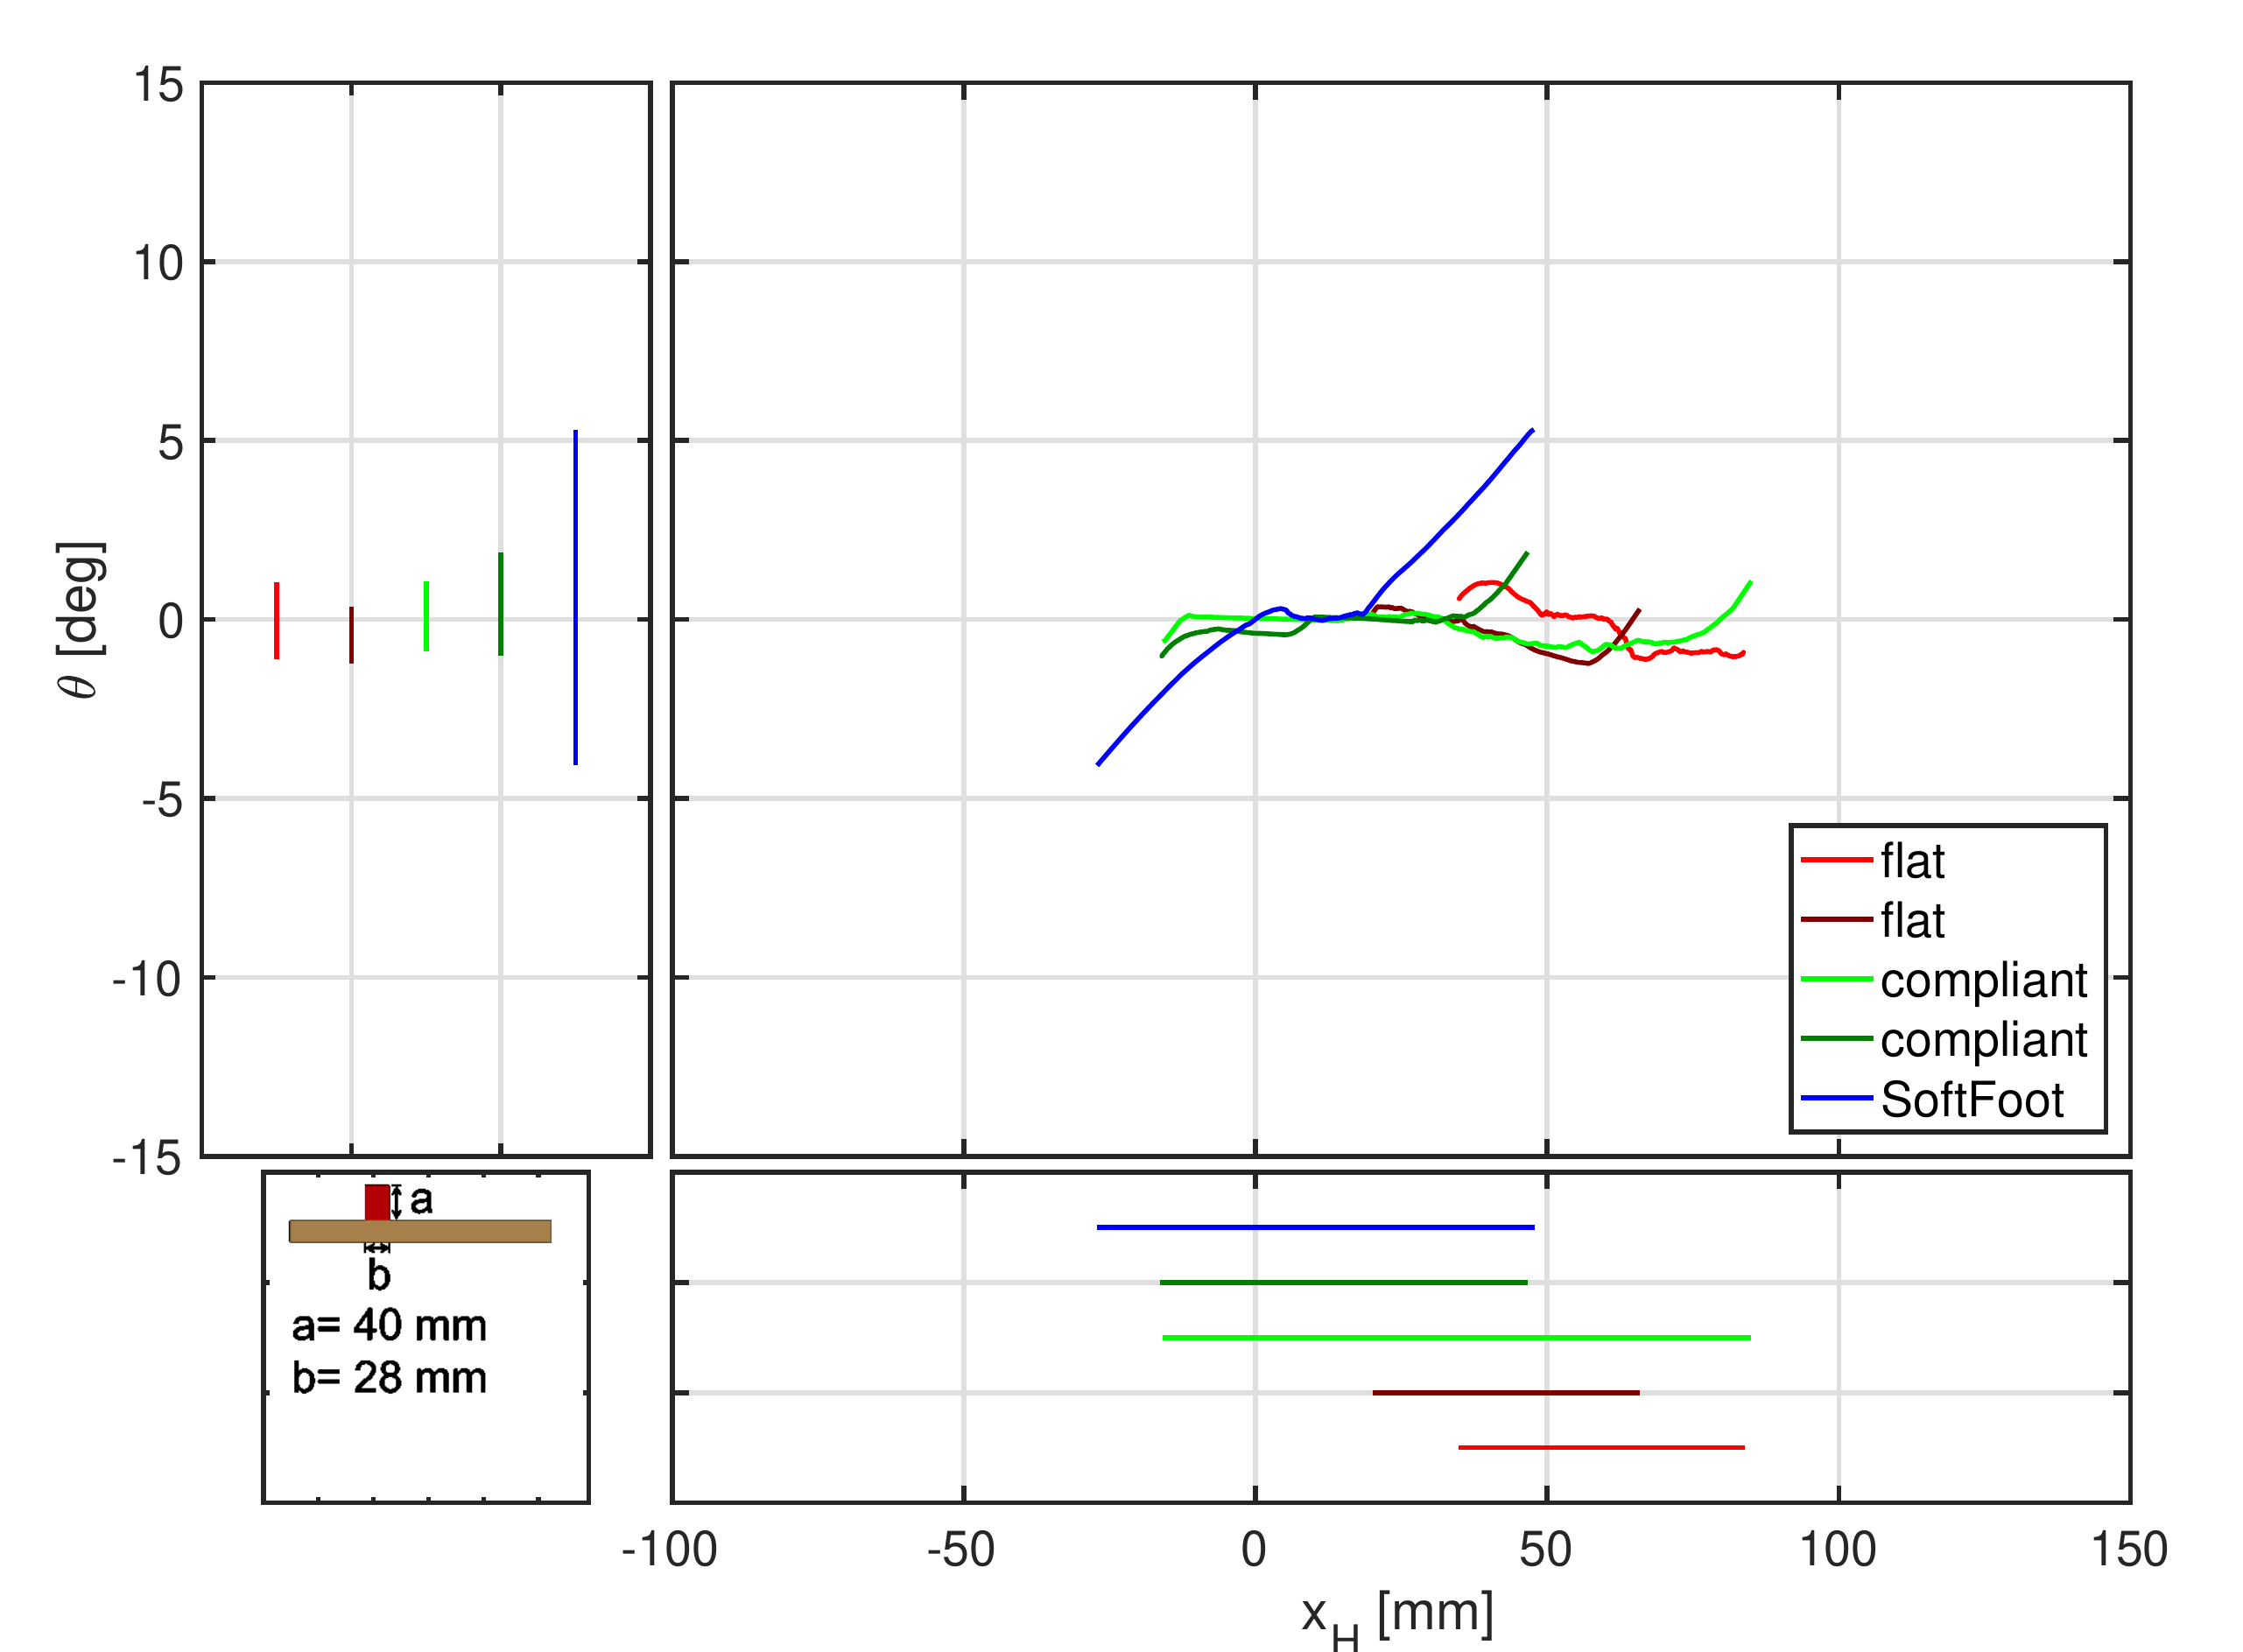 15
10
5
0
-5
-10
-15
θ [deg]
flat
flat
compliant
compliant
SoftFoot
a
b
a= 40 mm
b= 28 mm
-100
-50
0
50
100
150
x_H [mm]